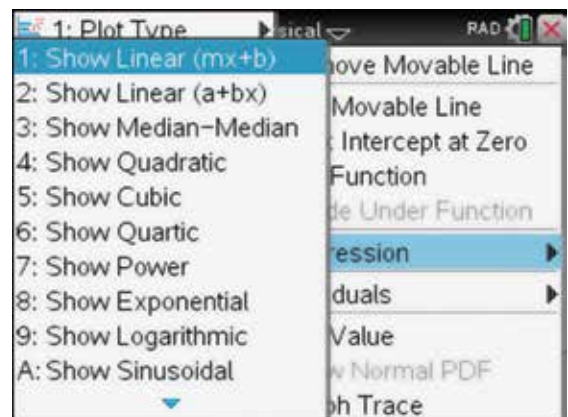 1: Plot Type
sical
RAD
1: Show Linear (mx+b)
2: Show Linear (a+bx)
3: Show Median-Median
4: Show Quadratic
5: Show Cubic
6: Show Quartic
7: Show Power
8: Show Exponential
9: Show Logarithmic
A: Show Sinusoidal
ove Movable Line
Movable Line
Intercept at Zero
Function
de Under Function
ression
duals
Value
w Normal PDF
ph Trace